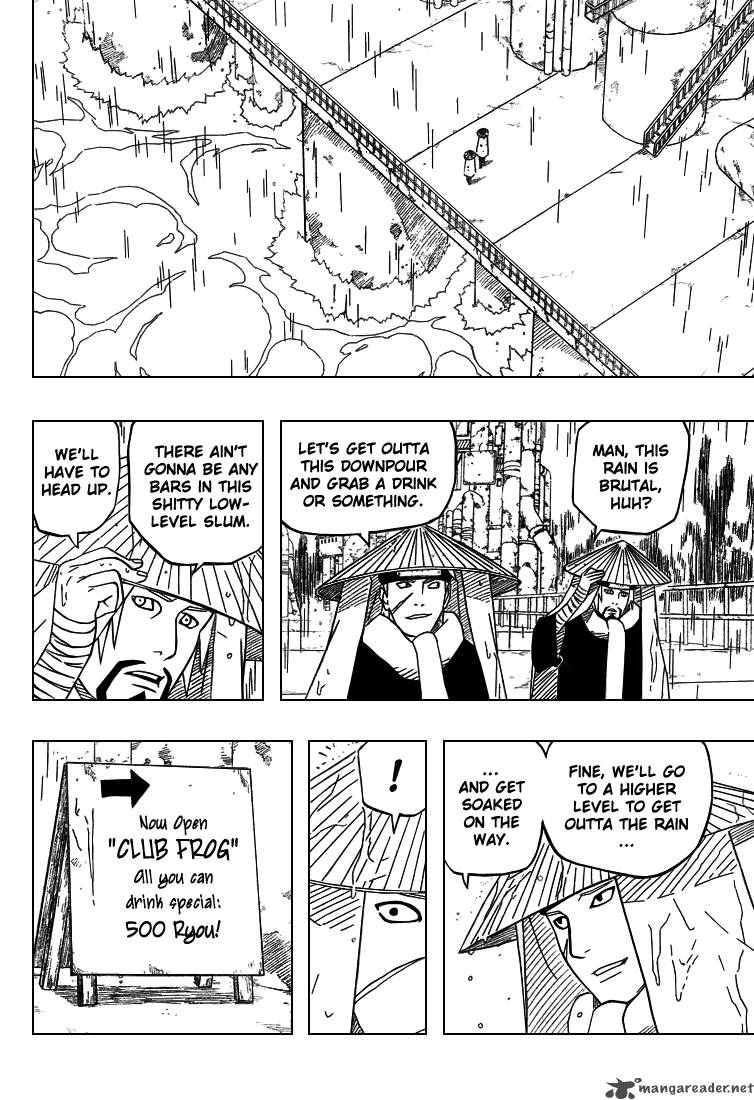 MAN, THIS
RAIN IS
BRUTAL,
HUH?
LET'S GET OUTTA
THIS DOWNPOUR
AND GRAB A DRINK
OR SOMETHING.
THERE AIN'T
GONNA BE ANY
BARS IN THIS
SHITTY LOW-
LEVEL SLUM.
WE'LL
HAVE TO
HEAD UP.
FINE, WE'LL GO
TO A HIGHER
LEVEL TO GET
OUTTA THE RAIN
...
...
AND GET
SOAKED
ON THE
WAY.
!
Now Open
"CLUB FROG"
All you can
drink special:
500 Ryou!
mangareader.net